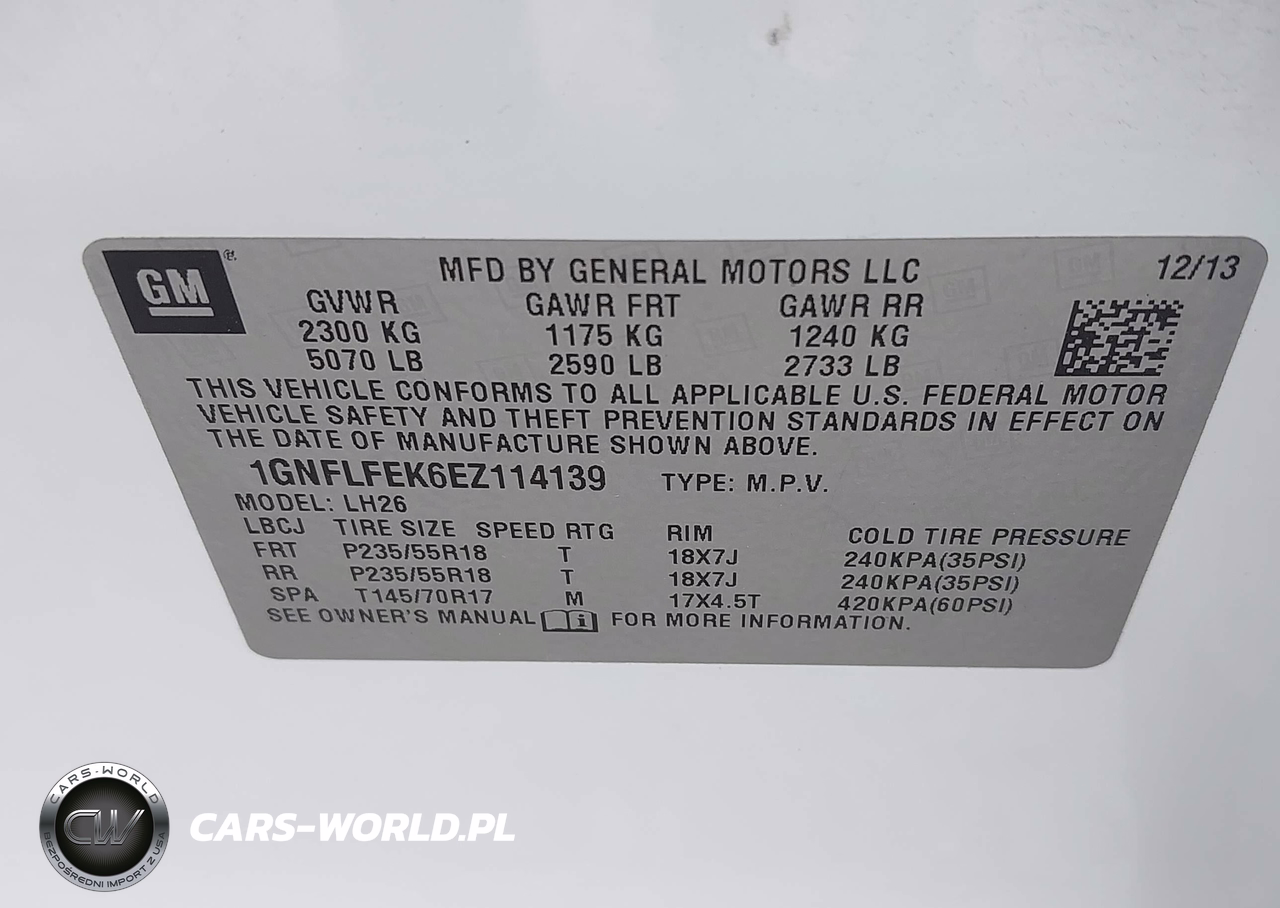 GM
MFD BY GENERAL MOTORS LLC 12/13
GVWR GAWR FRT GAWR RR
2300 KG 1175 KG 1240 KG
5070 LB 2590 LB 2733 LB
THIS VEHICLE CONFORMS TO ALL APPLICABLE U.S. FEDERAL MOTOR
VEHICLE SAFETY AND THEFT PREVENTION STANDARDS IN EFFECT ON
THE DATE OF MANUFACTURE SHOWN ABOVE.
1GNFLFEK6EZ114139 TYPE: M.P.V.
MODEL: LH26
LBCJ TIRE SIZE SPEED RTG RIM COLD TIRE PRESSURE
FRT P235/55R18 T 18X7J 240KPA(35PSI)
RR P235/55R18 T 18X7J 240KPA(35PSI)
SPA T145/70R17 M 17X4.5T 420KPA(60PSI)
SEE OWNER'S MANUAL i FOR MORE INFORMATION.
CARS-WORLD
CW
BEZPOŚREDNI IMPORT Z USA
CARS-WORLD.PL